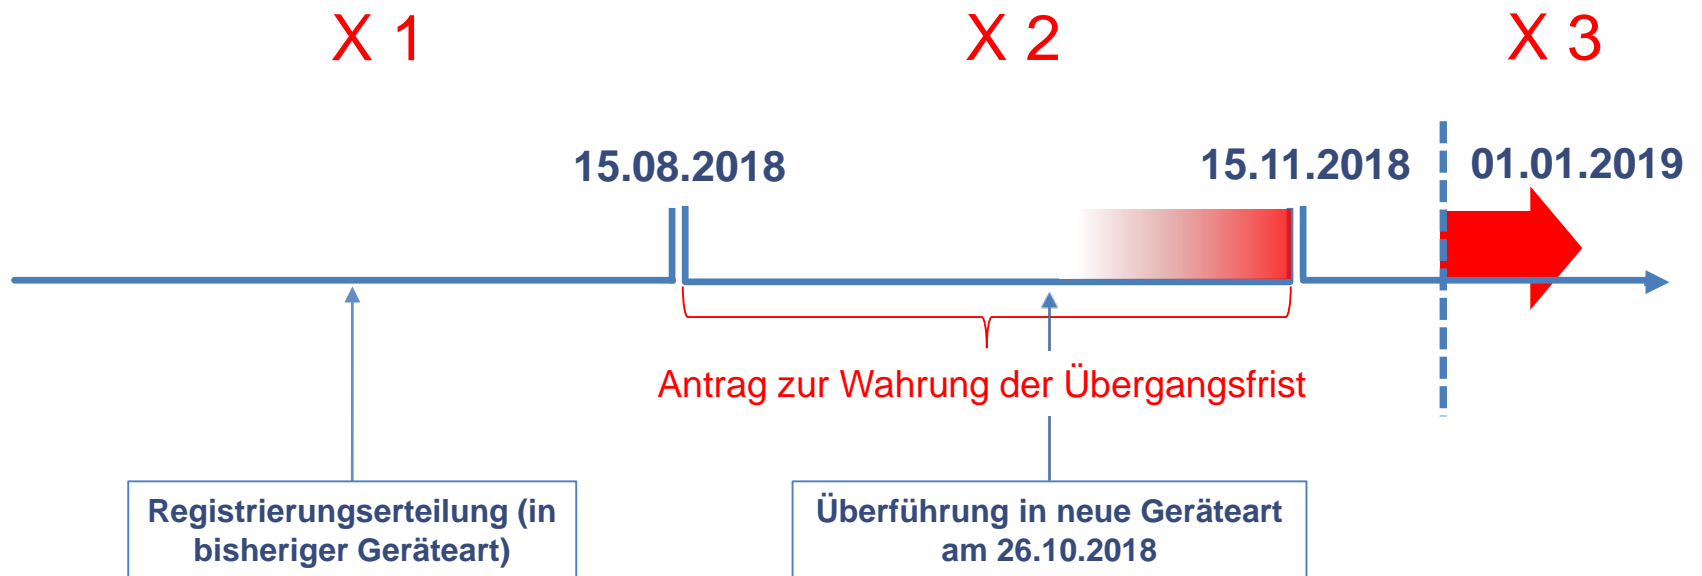 X 1
X 2
X 3
15.08.2018
15.11.2018
01.01.2019
Antrag zur Wahrung der Übergangsfrist
Registrierungserteilung (in
bisheriger Geräteart)
Überführung in neue Geräteart
am 26.10.2018